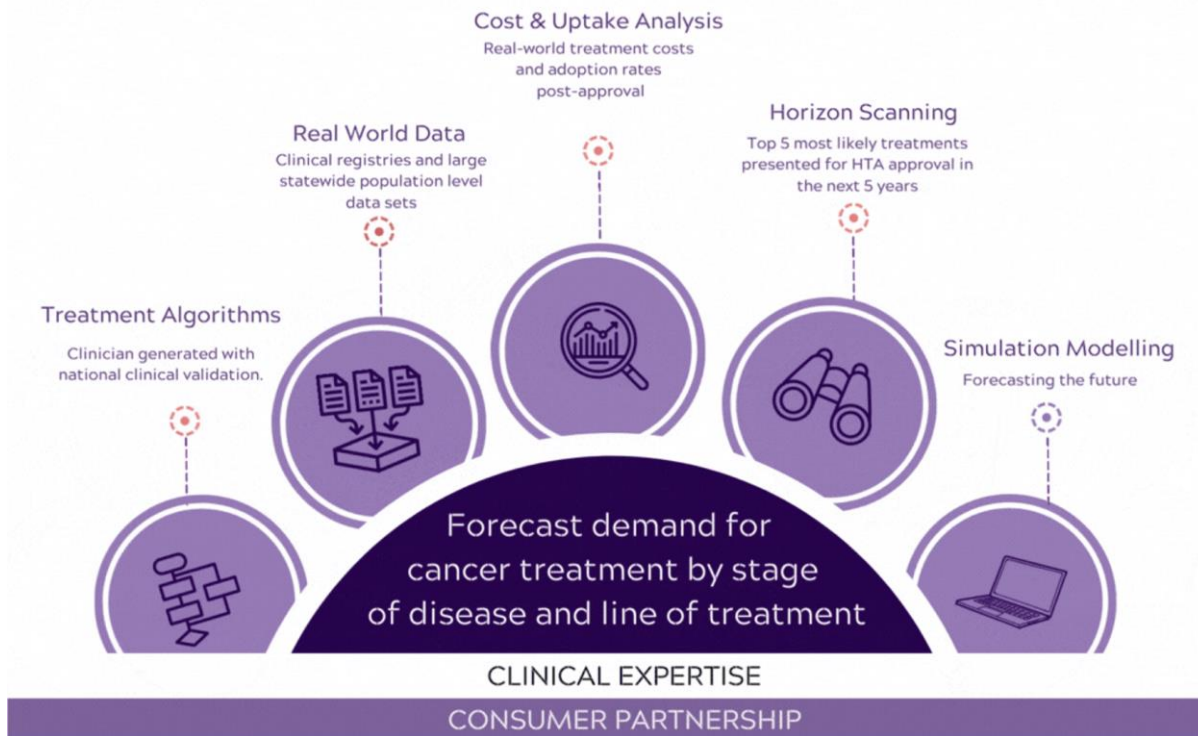 Cost & Uptake Analysis
Real-world treatment costs
and adoption rates
post-approval
Horizon Scanning
Top 5 most likely treatments
presented for HTA approval in
the next 5 years
Real World Data
Clinical registries and large
statewide population level
data sets
Treatment Algorithms
Clinician generated with
national clinical validation.
Simulation Modelling
Forecasting the future
Forecast demand for
cancer treatment by stage
of disease and line of treatment
CLINICAL EXPERTISE
CONSUMER PARTNERSHIP